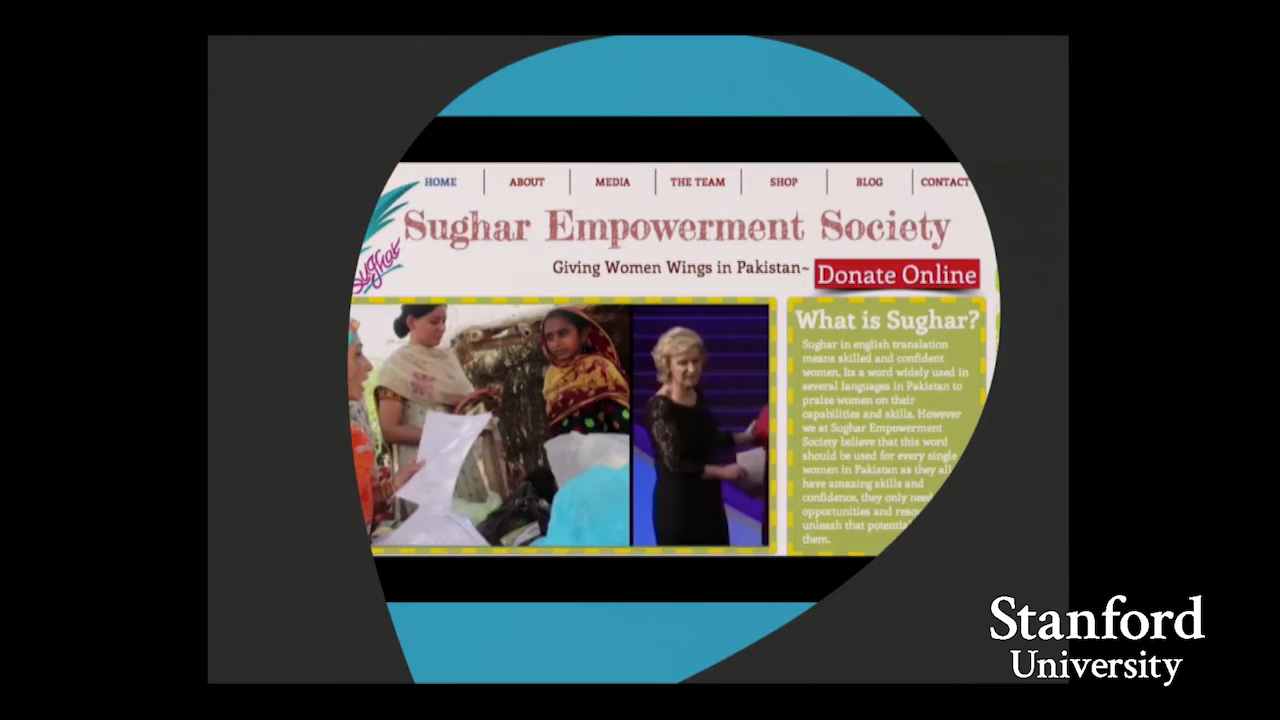 HOME
ABOUT
MEDIA
THE TEAM
SHOP
BLOG
CONTACT
Sughar Empowerment Society
Sughar
Giving Women Wings in Pakistan~
Donate Online
What is Sughar?
Sughar in english translation
means skilled and confident
women. Its a word widely used in
several languages in Pakistan to
praise women on their
capabilities and skills. However
we at Sughar Empowerment
Society believe that this word
should be used for every single
women in Pakistan as they all
have amazing skills and
confidence, they only need
opportunities and
unleash that
them.
Stanford
University